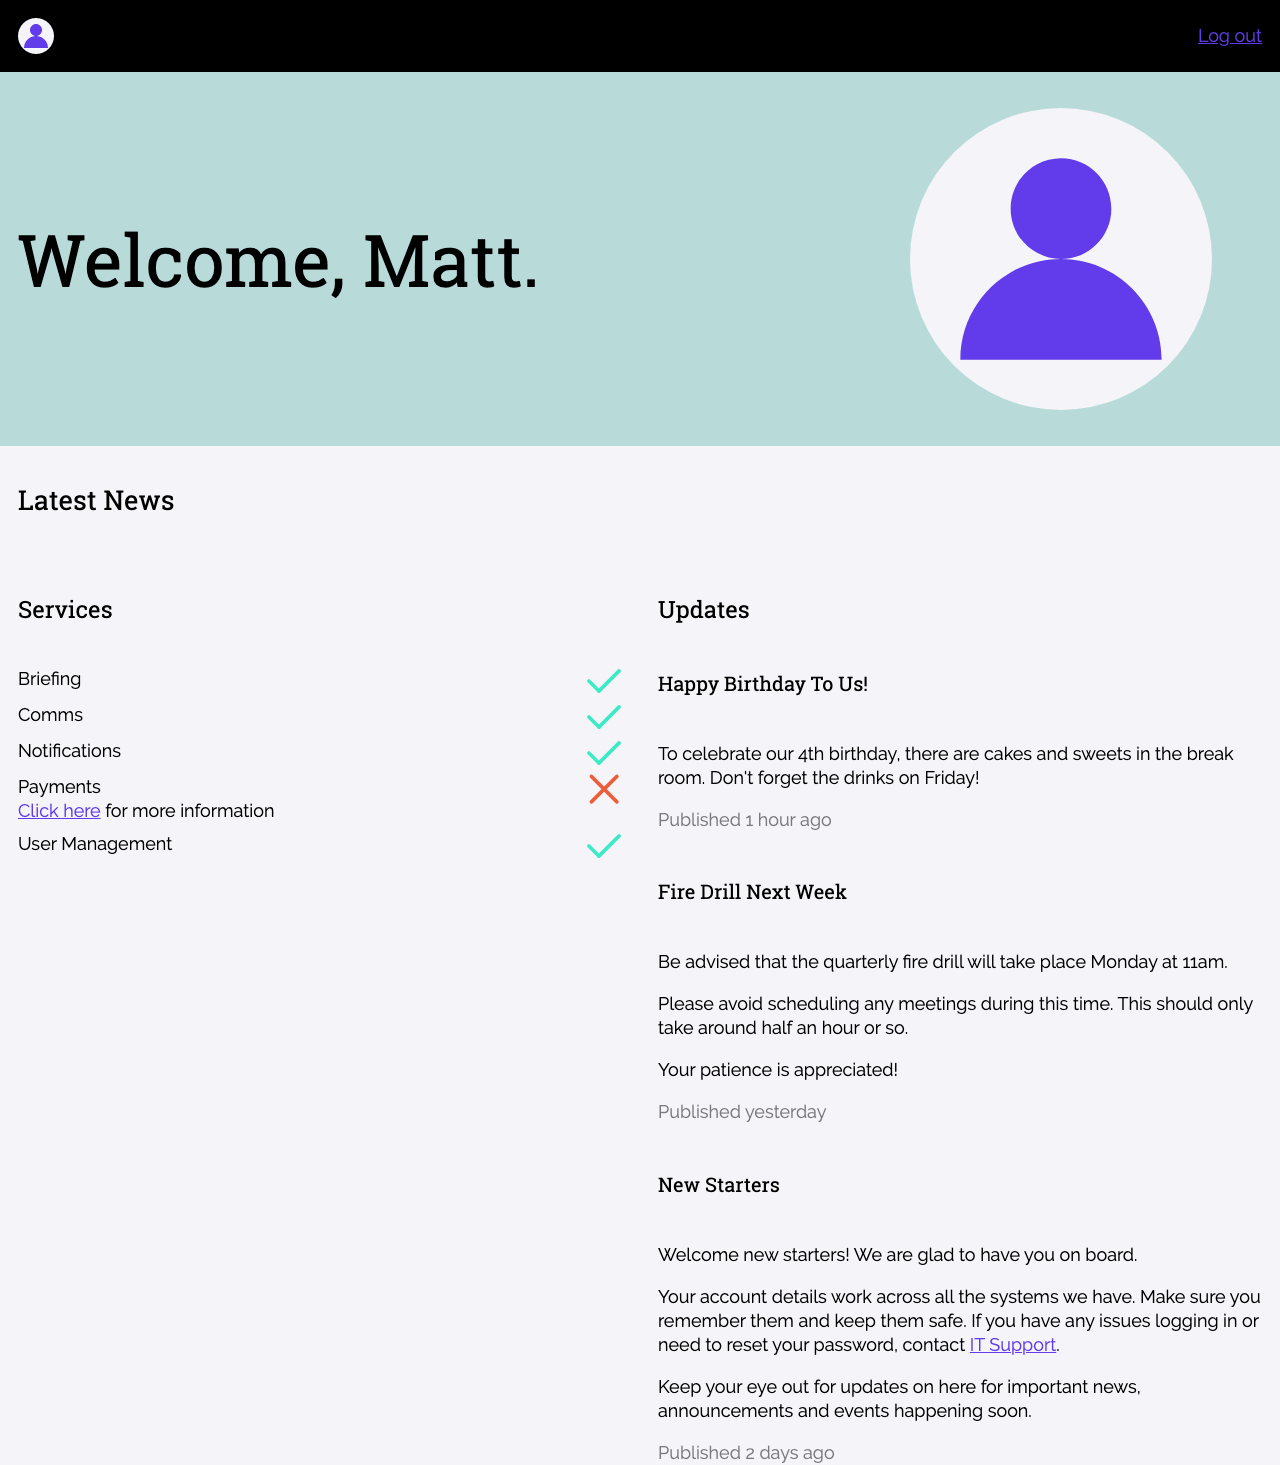 Log out
Welcome, Matt.
Latest News
Services
Briefing
Comms
Notifications
Payments
Click here for more information
User Management
Updates
Happy Birthday To Us!
To celebrate our 4th birthday, there are cakes and sweets in the break
room. Don't forget the drinks on Friday!
Published 1 hour ago
Fire Drill Next Week
Be advised that the quarterly fire drill will take place Monday at 11am.
Please avoid scheduling any meetings during this time. This should only
take around half an hour or so.
Your patience is appreciated!
Published yesterday
New Starters
Welcome new starters! We are glad to have you on board.
Your account details work across all the systems we have. Make sure you
remember them and keep them safe. If you have any issues logging in or
need to reset your password, contact IT Support.
Keep your eye out for updates on here for important news,
announcements and events happening soon.
Published 2 days ago